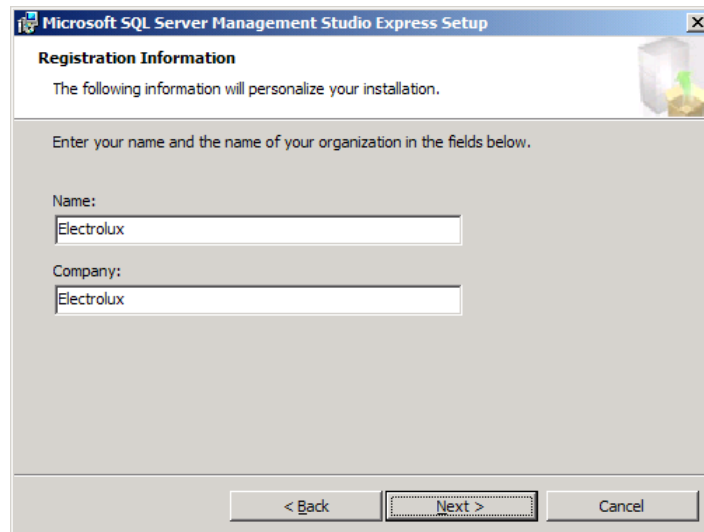 Microsoft SQL Server Management Studio Express Setup
Registration Information
The following information will personalize your installation.
Enter your name and the name of your organization in the fields below.
Name:
Electrolux
Company:
Electrolux
< Back
Next >
Cancel